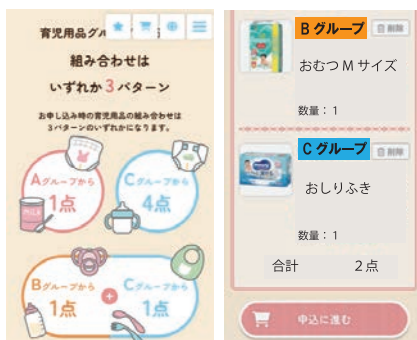 育児用品グル
組み合わせは
いずれか3パターン
お申し込み時の育児用品の組み合わせは
3パターンのいずれかになります。
Aグループから
1点
Cグループから
4点
Bグループから
1点
+
Cグループから
1点
Bグループ
削除
おむつMサイズ
数量：1
Cグループ
削除
おしりふき
数量：1
合計 2点
申込に進む